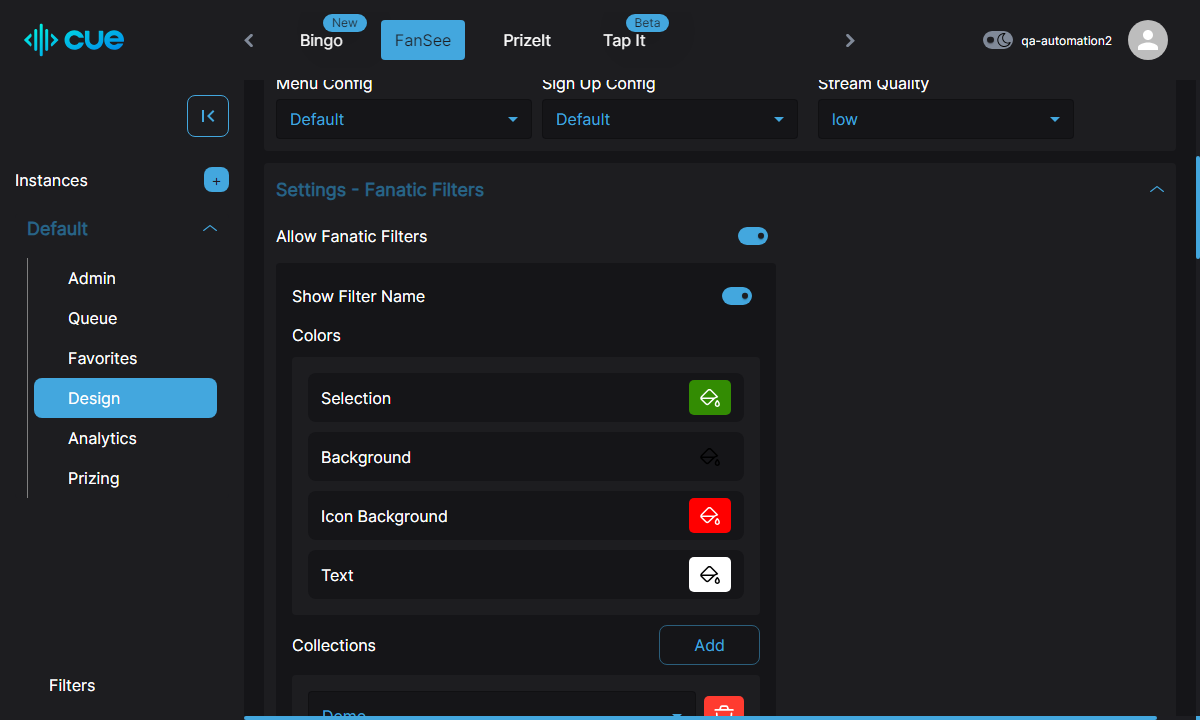 cue
Bingo
New
FanSee
PrizeIt
Tap It
Beta
qa-automation2
Instances
+
Default
Admin
Queue
Favorites
Design
Analytics
Prizing
Filters
Menu Config
Sign Up Config
Stream Quality
Default
Default
low
Settings - Fanatic Filters
Allow Fanatic Filters
Show Filter Name
Colors
Selection
Background
Icon Background
Text
Collections
Add
Demo